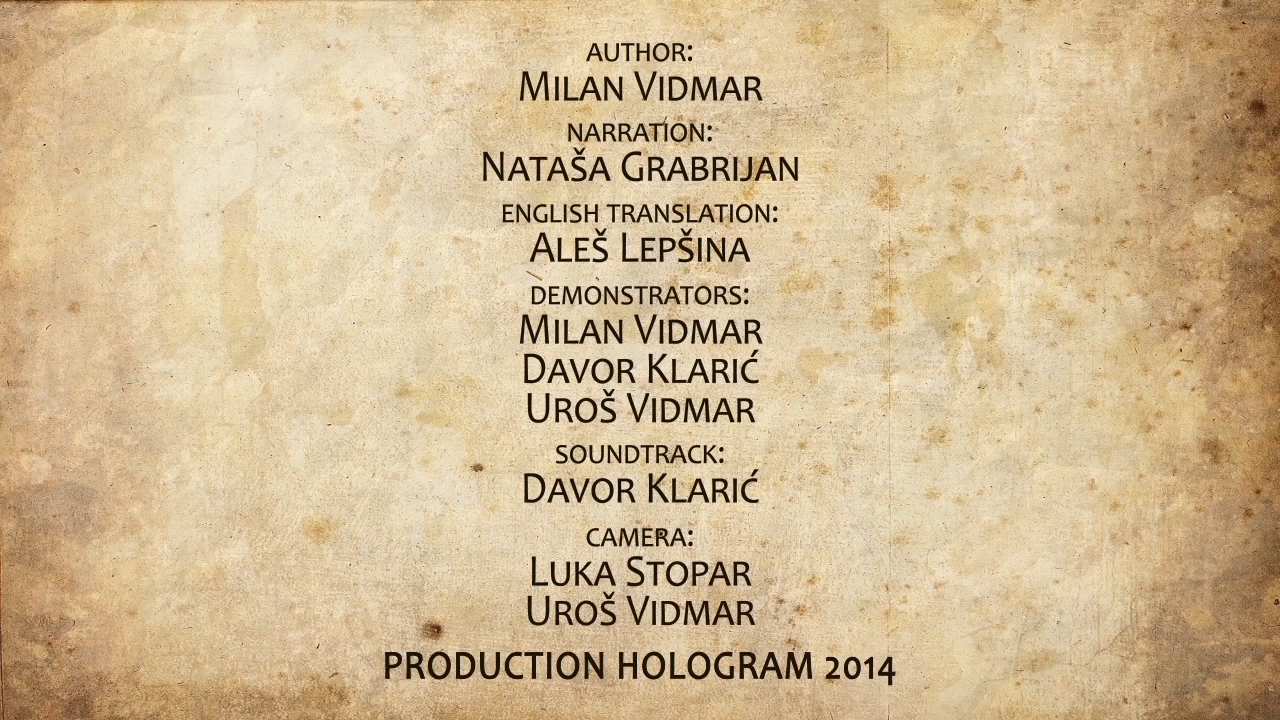 AUTHOR:
MILAN VIDMAR
NARRATION:
NATAŠA GRABRIJAN
ENGLISH TRANSLATION:
ALEŠ LEPŠINA
DEMONSTRATORS:
MILAN VIDMAR
DAVOR KLARIĆ
UROŠ VIDMAR
SOUNDTRACK:
DAVOR KLARIĆ
CAMERA:
LUKA STOPAR
UROŠ VIDMAR
PRODUCTION HOLOGRAM 2014